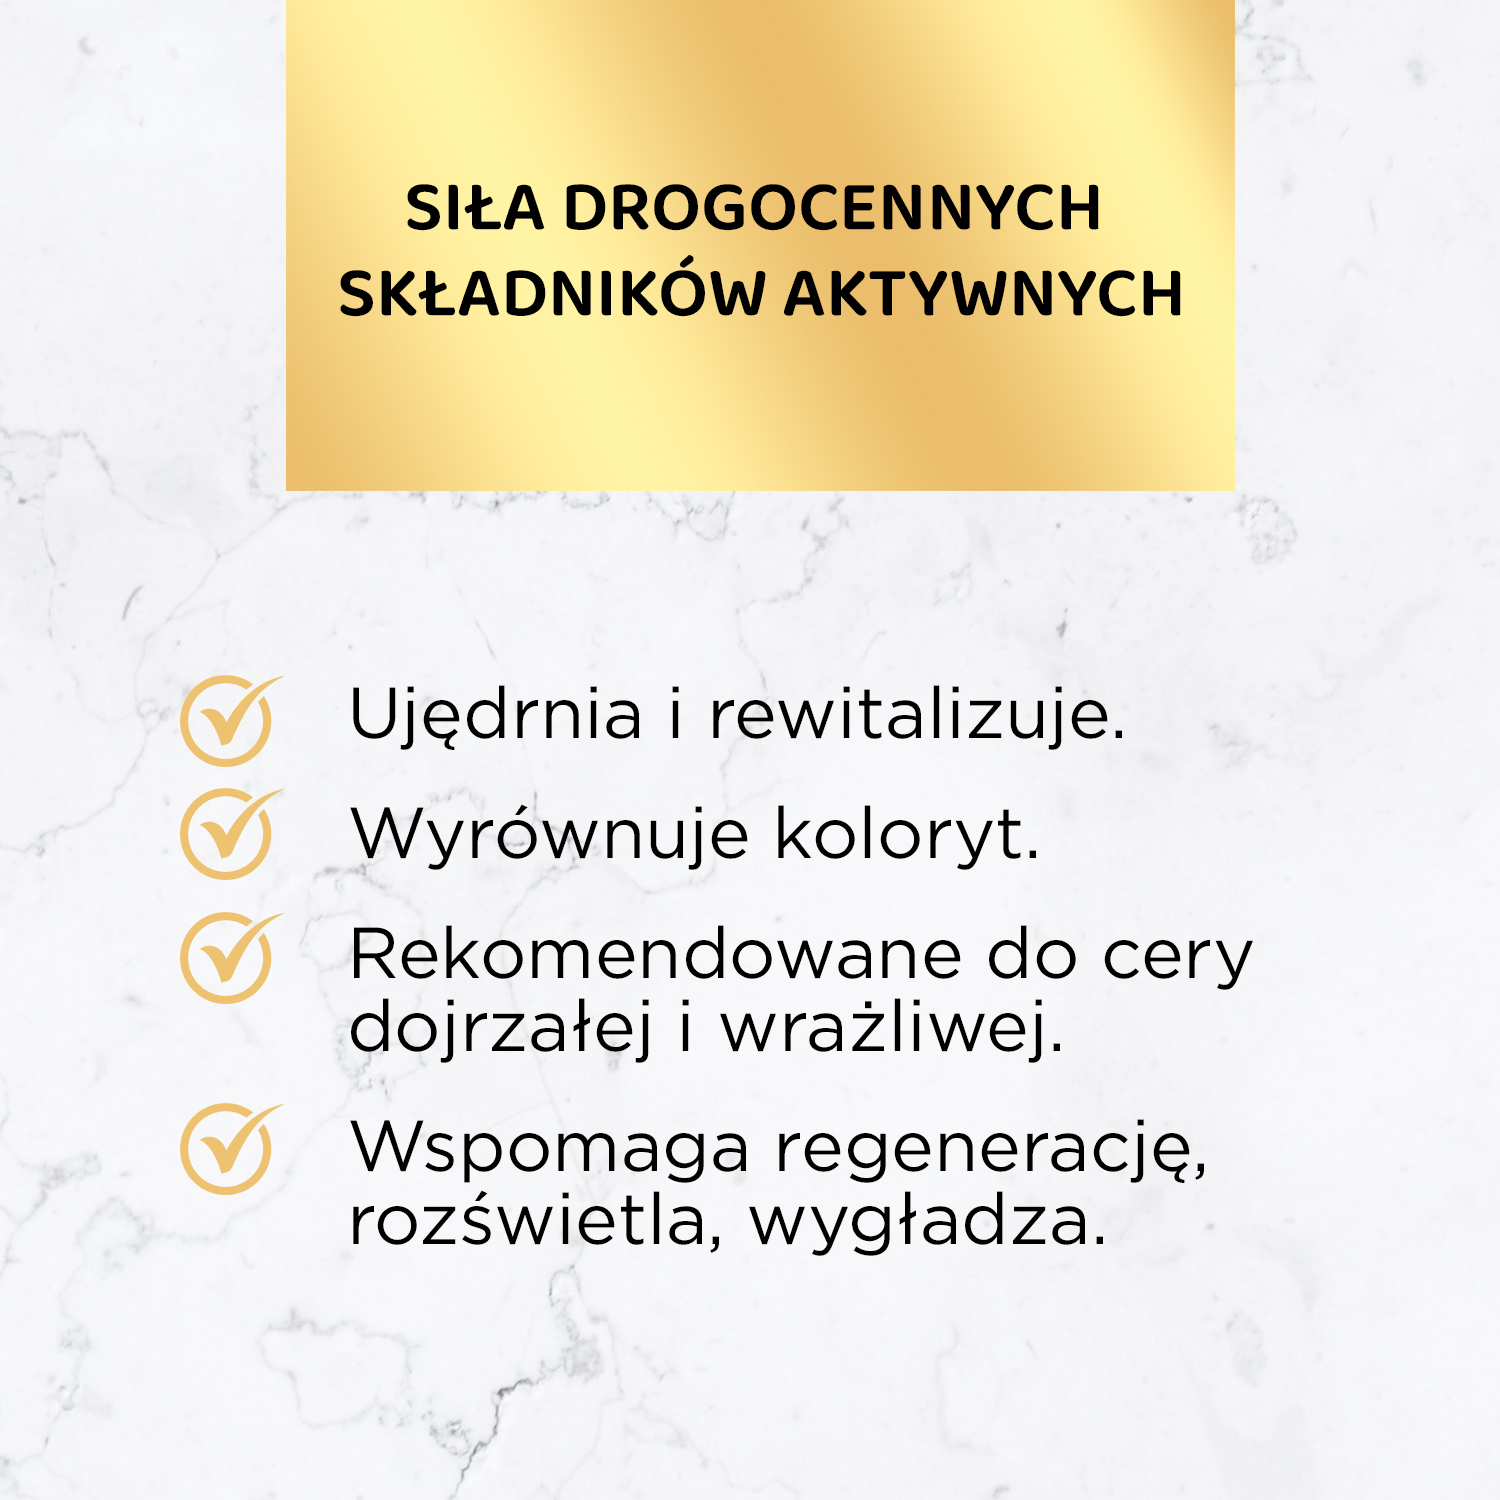 SIŁA DROGOCENNYCH
SKŁADNIKÓW AKTYWNYCH
Ujędrnia i rewitalizuje.
Wyrównuje koloryt.
Rekomendowane do cery
dojrzałej i wrażliwej.
Wspomaga regenerację,
rozświetla, wygładza.